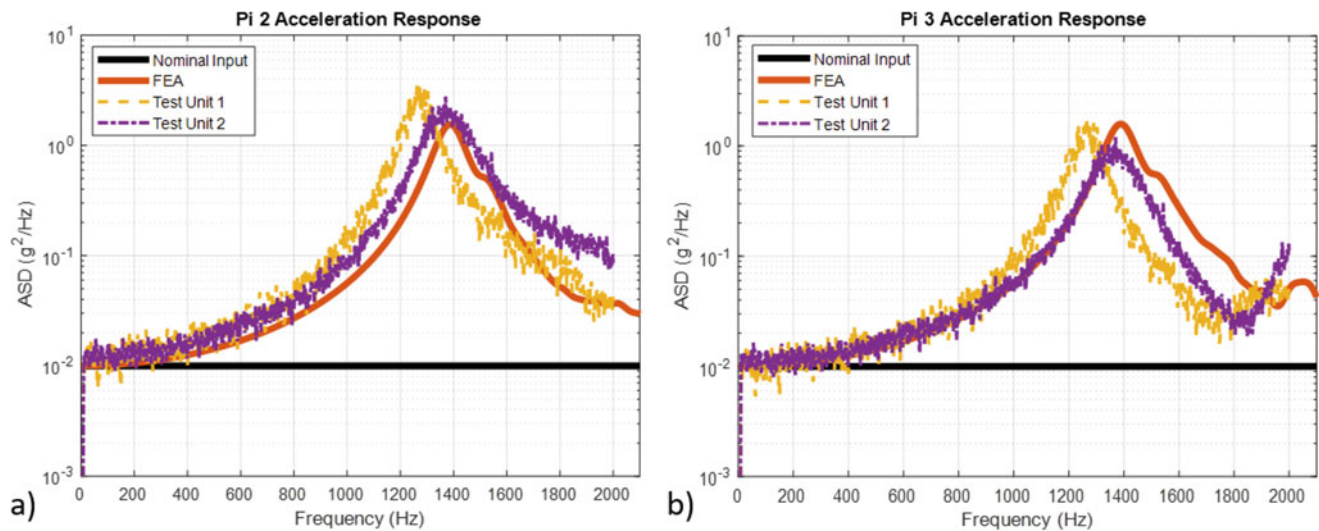 Pi 2 Acceleration Response
10^1
10^0
10^-1
10^-2
10^-3
ASD (g^2/Hz)
Nominal Input
FEA
Test Unit 1
Test Unit 2
0 200 400 600 800 1000 1200 1400 1600 1800 2000
Frequency (Hz)
a)
Pi 3 Acceleration Response
10^1
10^0
10^-1
10^-2
10^-3
ASD (g^2/Hz)
Nominal Input
FEA
Test Unit 1
Test Unit 2
0 200 400 600 800 1000 1200 1400 1600 1800 2000
Frequency (Hz)
b)